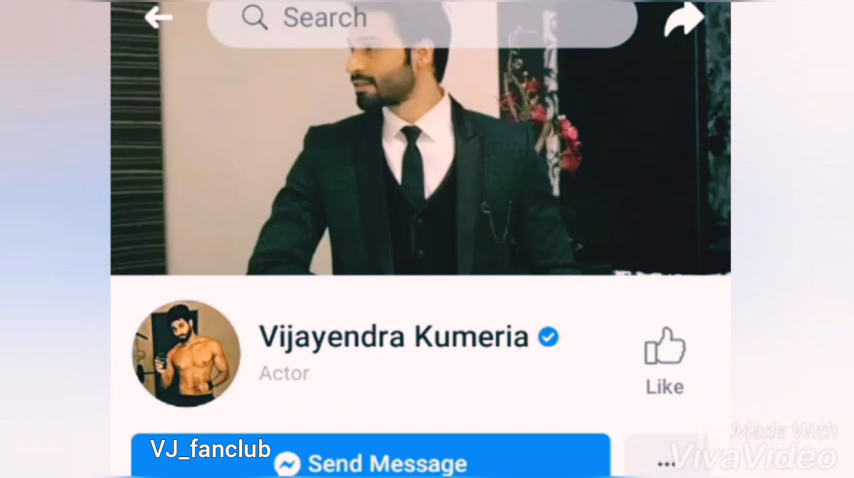 Search
Vijayendra Kumeria
Actor
Like
VJ_fanclub
Send Message
Made With
VivaVideo